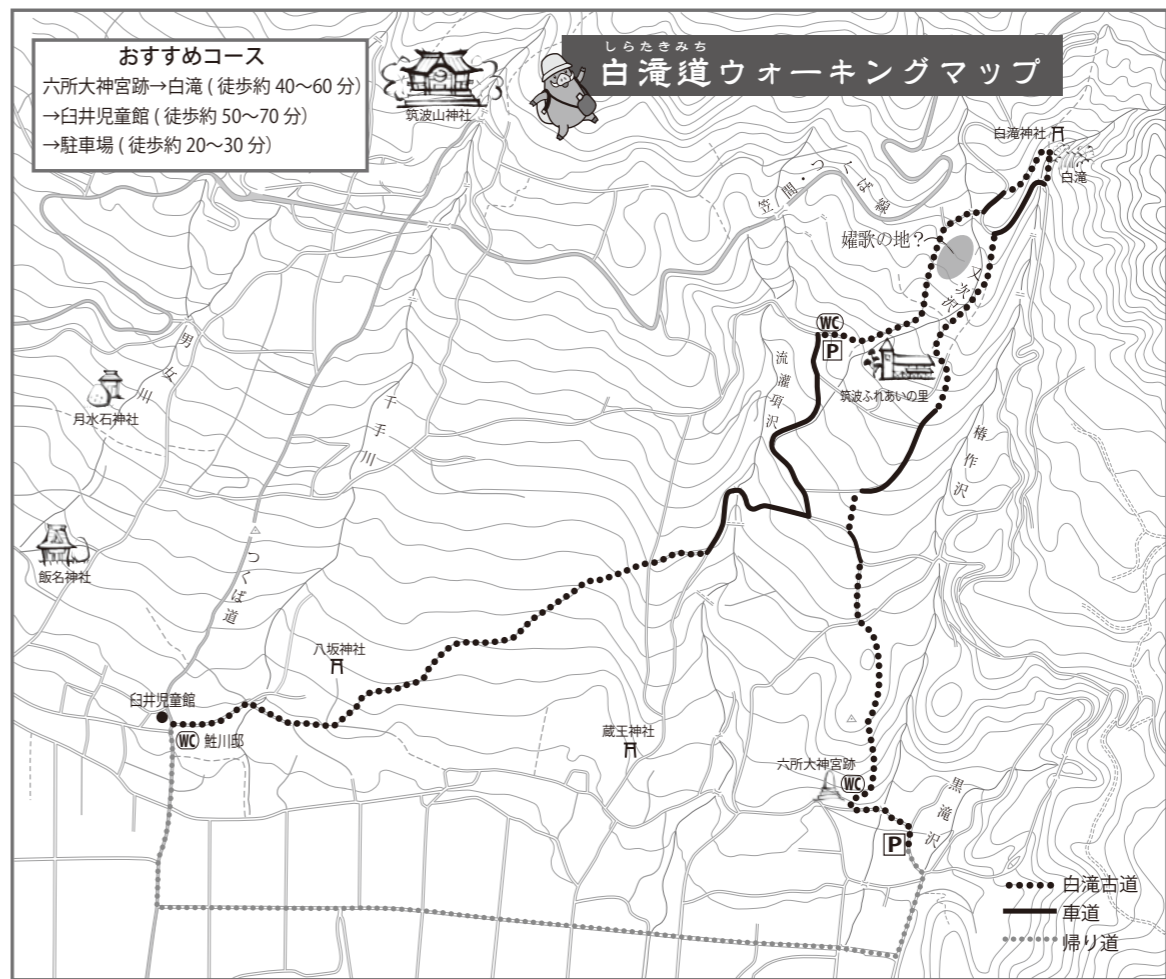 おすすめコース
六所大神宮跡→白滝 ( 徒歩約 40～60 分)
→臼井児童館 ( 徒歩約 50～70 分)
→駐車場 ( 徒歩約 20～30 分)
筑波山神社
しらたきみち
白滝道ウォーキングマップ
白滝神社
白滝
笠間・つくば線
嬥歌の地？
又次沢
WC
P
流灌頂沢
筑波ふれあいの里
男女川
月水石神社
千手川
椿作沢
飯名神社
つくば道
八坂神社
臼井児童館
WC
鮏川邸
蔵王神社
六所大神宮跡
WC
黒滝沢
P
白滝古道
車道
帰り道